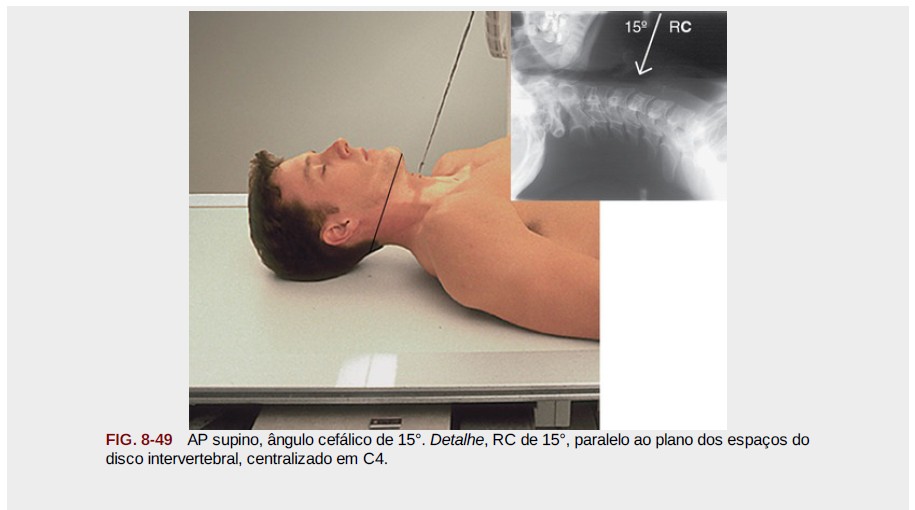 15º RC
FIG. 8-49 AP supino, ângulo cefálico de 15°. Detalhe, RC de 15°, paralelo ao plano dos espaços do
disco intervertebral, centralizado em C4.